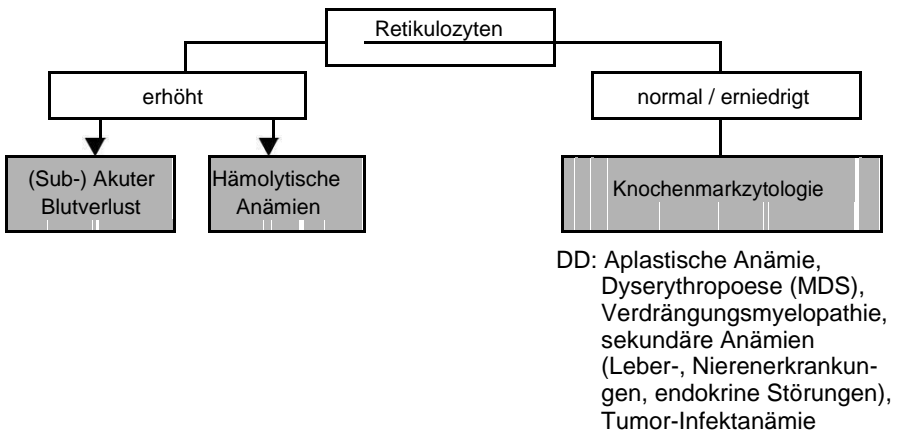 Retikulozyten
erhöht
normal / erniedrigt
(Sub-) Akuter
Blutverlust
Hämolytische
Anämien
Knochenmarkzytologie
DD: Aplastische Anämie,
Dyserythropoese (MDS),
Verdrängungsmyelopathie,
sekundäre Anämien
(Leber-, Nierenerkrankun-
gen, endokrine Störungen),
Tumor-Infektanämie